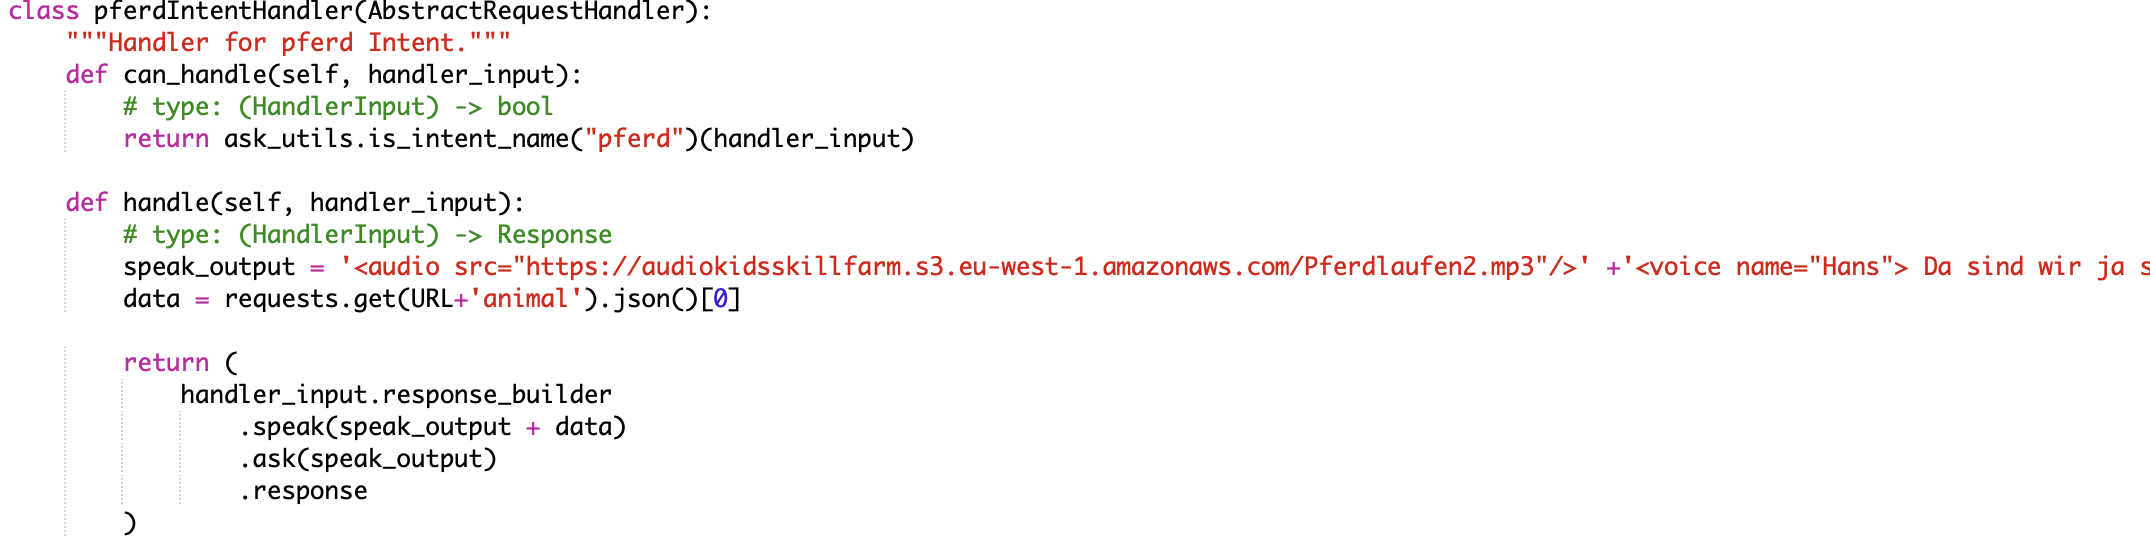 class pferdIntentHandler(AbstractRequestHandler):
    """Handler for pferd Intent."""
    def can_handle(self, handler_input):
        # type: (HandlerInput) -> bool
        return ask_utils.is_intent_name("pferd")(handler_input)

    def handle(self, handler_input):
        # type: (HandlerInput) -> Response
        speak_output = '<audio src="https://audiokidsskillfarm.s3.eu-west-1.amazonaws.com/Pferdlaufen2.mp3"/>' +'<voice name="Hans"> Da sind wir ja s
        data = requests.get(URL+'animal').json()[0]

        return (
            handler_input.response_builder
                .speak(speak_output + data)
                .ask(speak_output)
                .response
        )